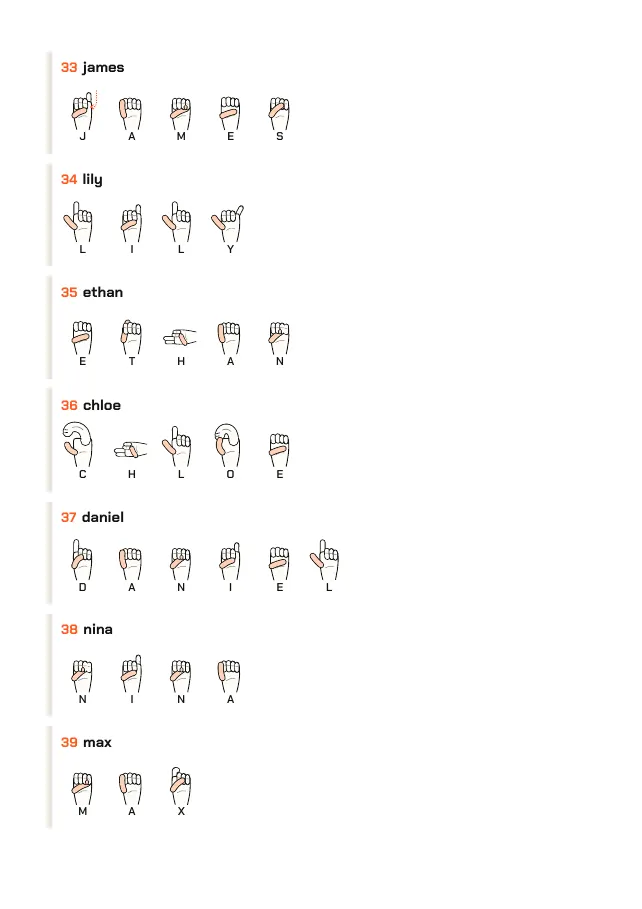 33 james
J A M E S
34 lily
L I L Y
35 ethan
E T H A N
36 chloe
C H L O E
37 daniel
D A N I E L
38 nina
N I N A
39 max
M A X